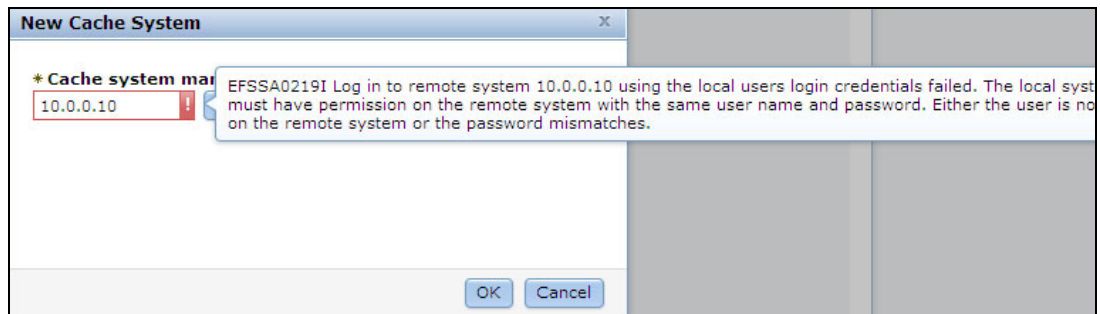 New Cache System x
* Cache system mar
EFSSA0219I Log in to remote system 10.0.0.10 using the local users login credentials failed. The local syst
10.0.0.10 ! must have permission on the remote system with the same user name and password. Either the user is no
on the remote system or the password mismatches.
OK Cancel